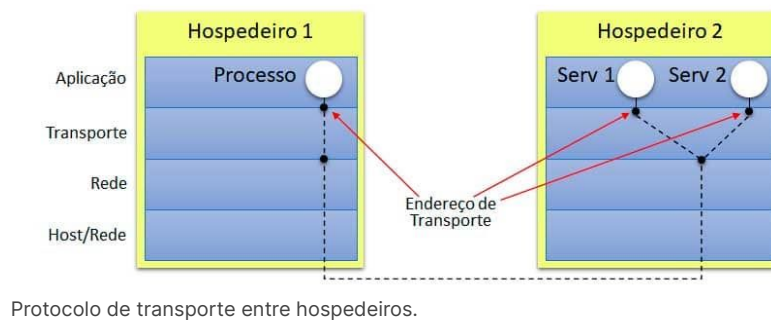 Hospedeiro 1
Hospedeiro 2
Aplicação
Processo
Serv 1
Serv 2
Transporte
Rede
Endereço de
Transporte
Host/Rede
Protocolo de transporte entre hospedeiros.